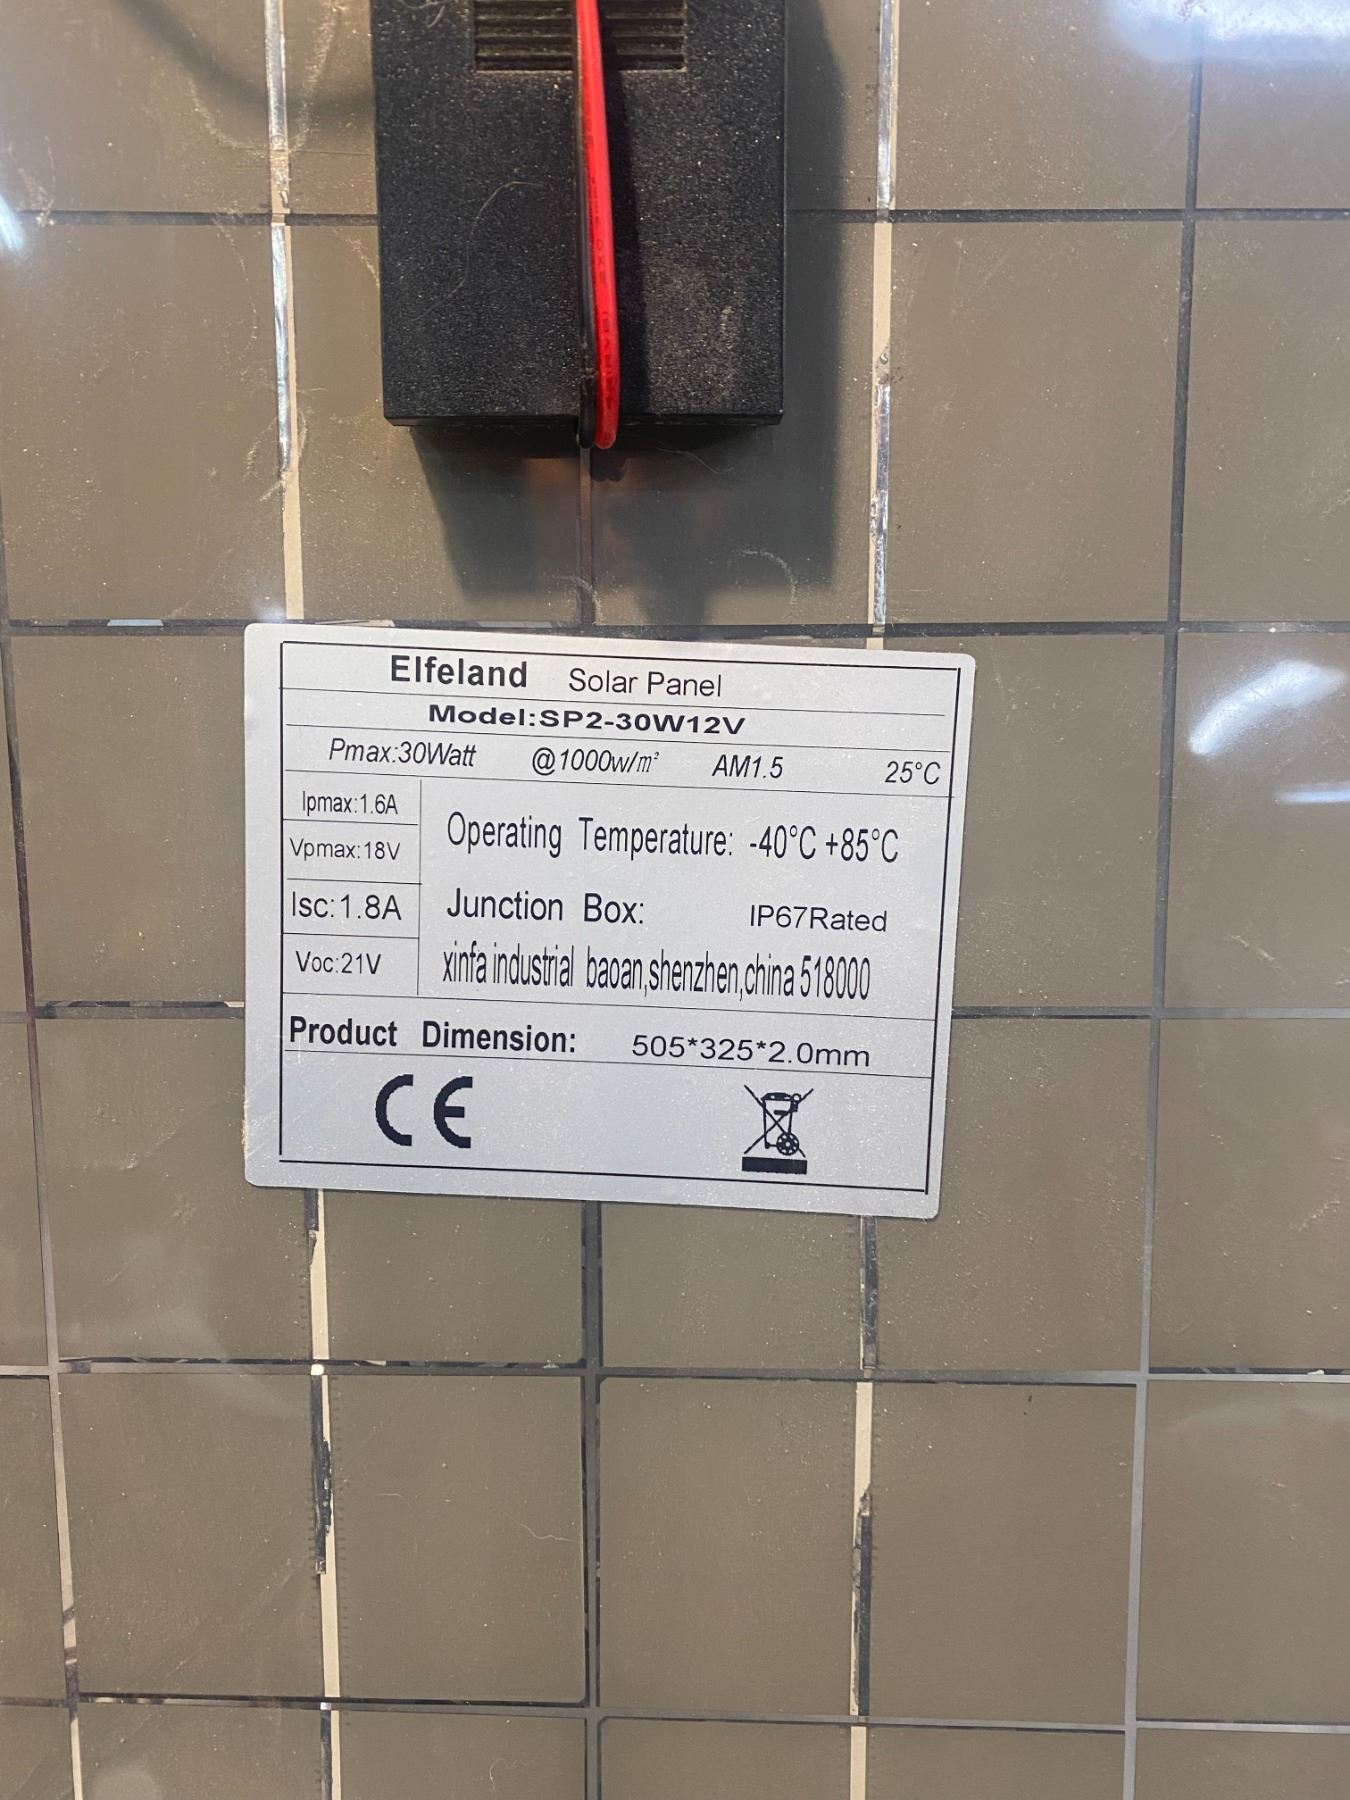 Elfeland Solar Panel
Model:SP2-30W12V
Pmax:30Watt @1000w/m² AM1.5 25°C
Ipmax:1.6A
Vpmax:18V
Isc:1.8A
Voc:21V
Operating Temperature: -40°C +85°C
Junction Box: IP67Rated
xinfa industrial baoan,shenzhen,china 518000
Product Dimension: 505*325*2.0mm
CE